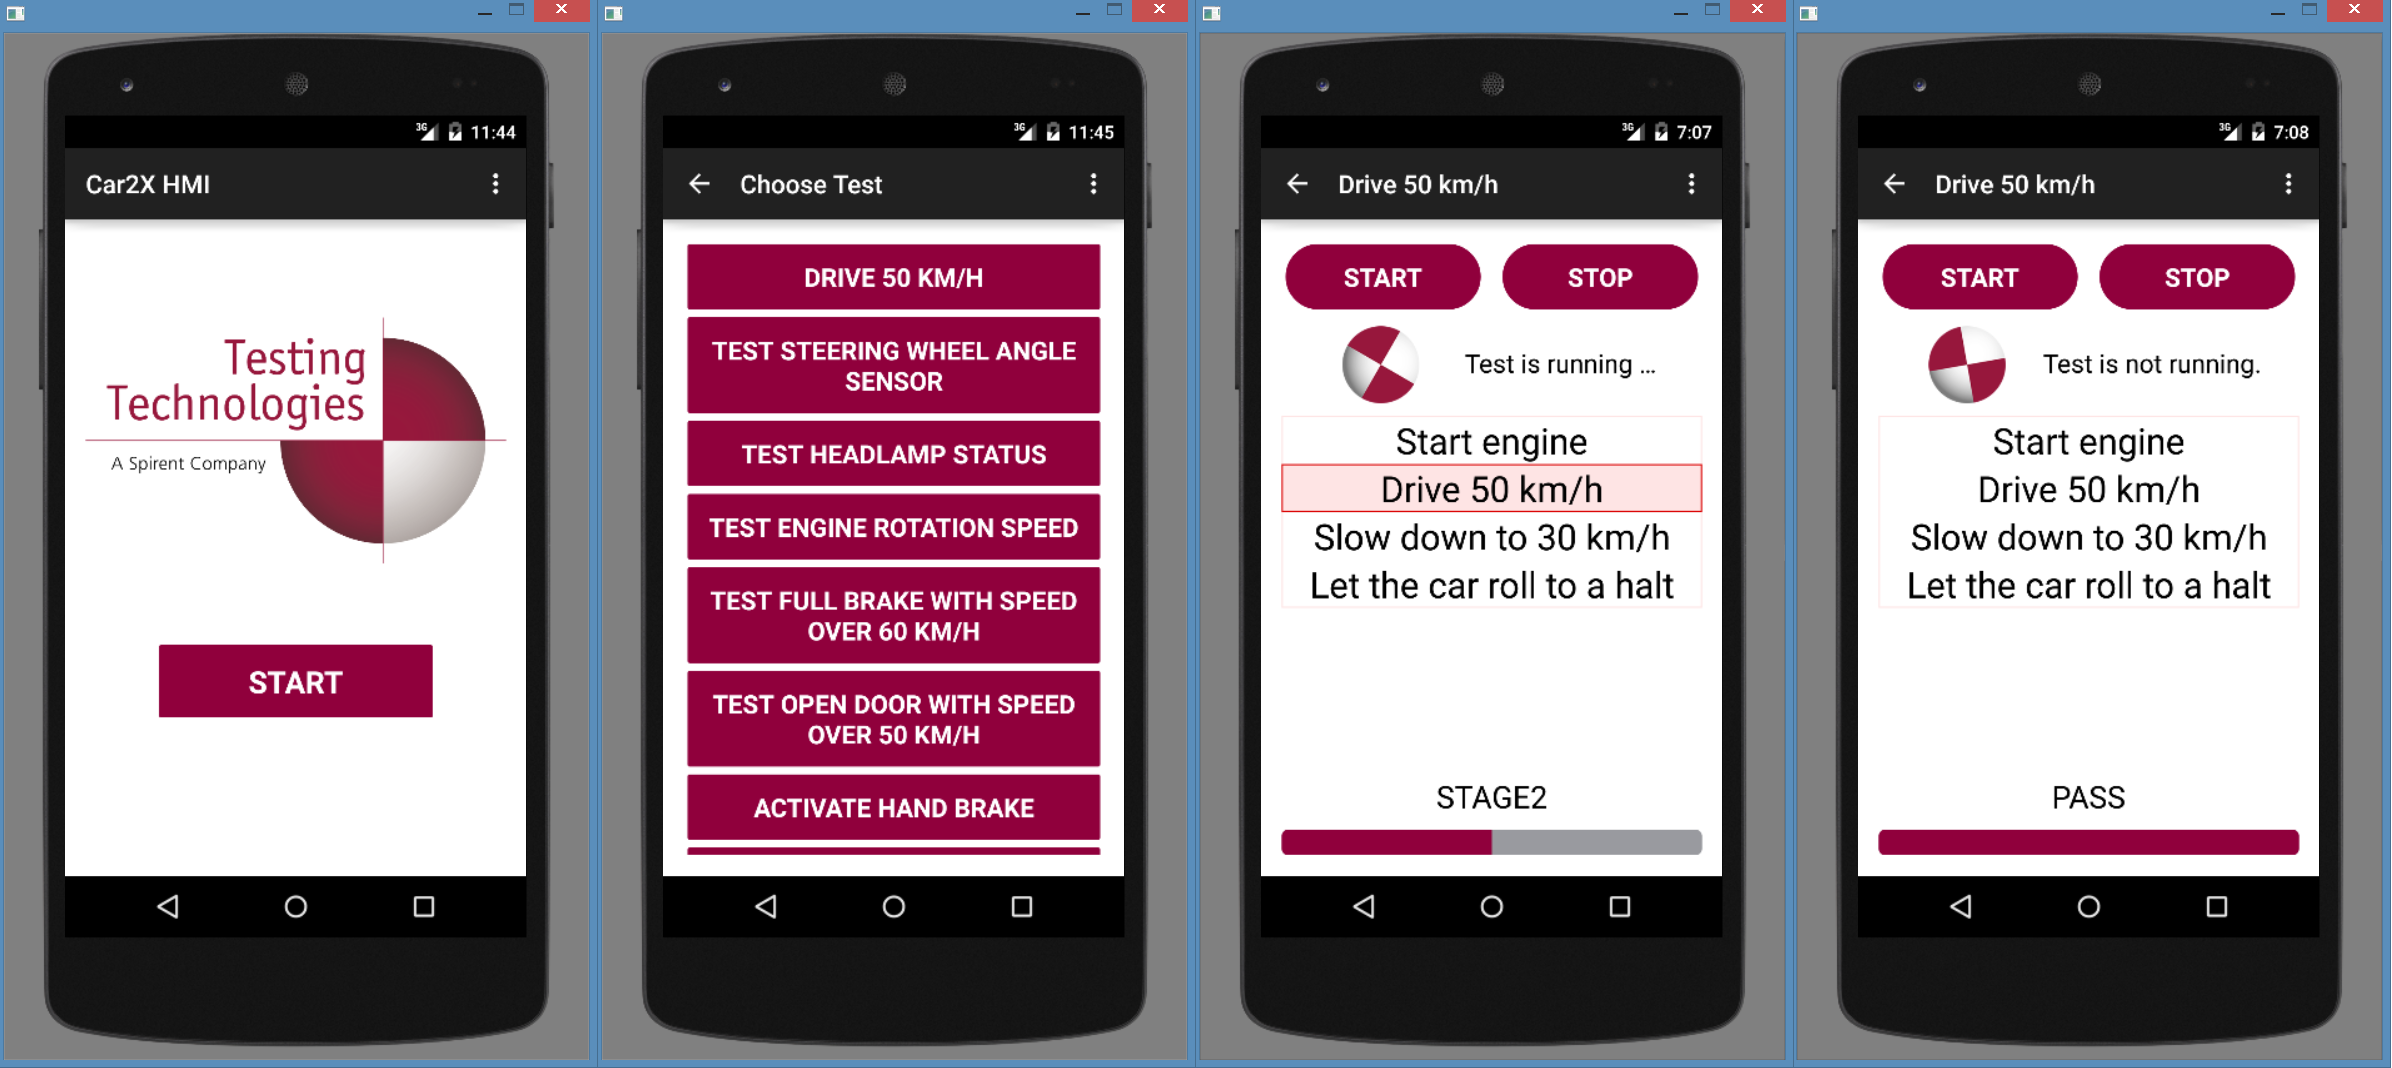 3G 11:44
Car2X HMI
Testing
Technologies
A Spirent Company
START
3G 11:45
Choose Test
DRIVE 50 KM/H
TEST STEERING WHEEL ANGLE
SENSOR
TEST HEADLAMP STATUS
TEST ENGINE ROTATION SPEED
TEST FULL BRAKE WITH SPEED
OVER 60 KM/H
TEST OPEN DOOR WITH SPEED
OVER 50 KM/H
ACTIVATE HAND BRAKE
3G 7:07
Drive 50 km/h
START STOP
Test is running ...
Start engine
Drive 50 km/h
Slow down to 30 km/h
Let the car roll to a halt
STAGE2
3G 7:08
Drive 50 km/h
START STOP
Test is not running.
Start engine
Drive 50 km/h
Slow down to 30 km/h
Let the car roll to a halt
PASS